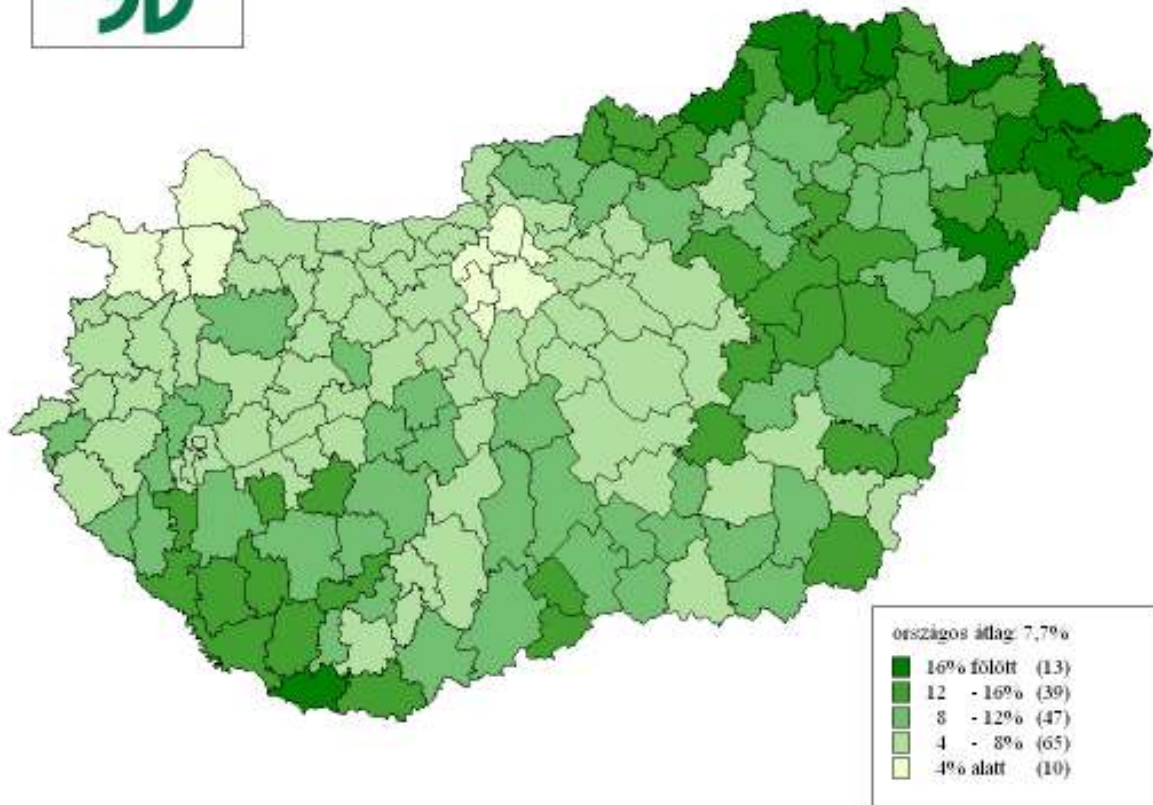 országos átlag: 7,7%
16% fölött (13)
12 - 16% (39)
8 - 12% (47)
4 - 8% (65)
4% alatt (10)